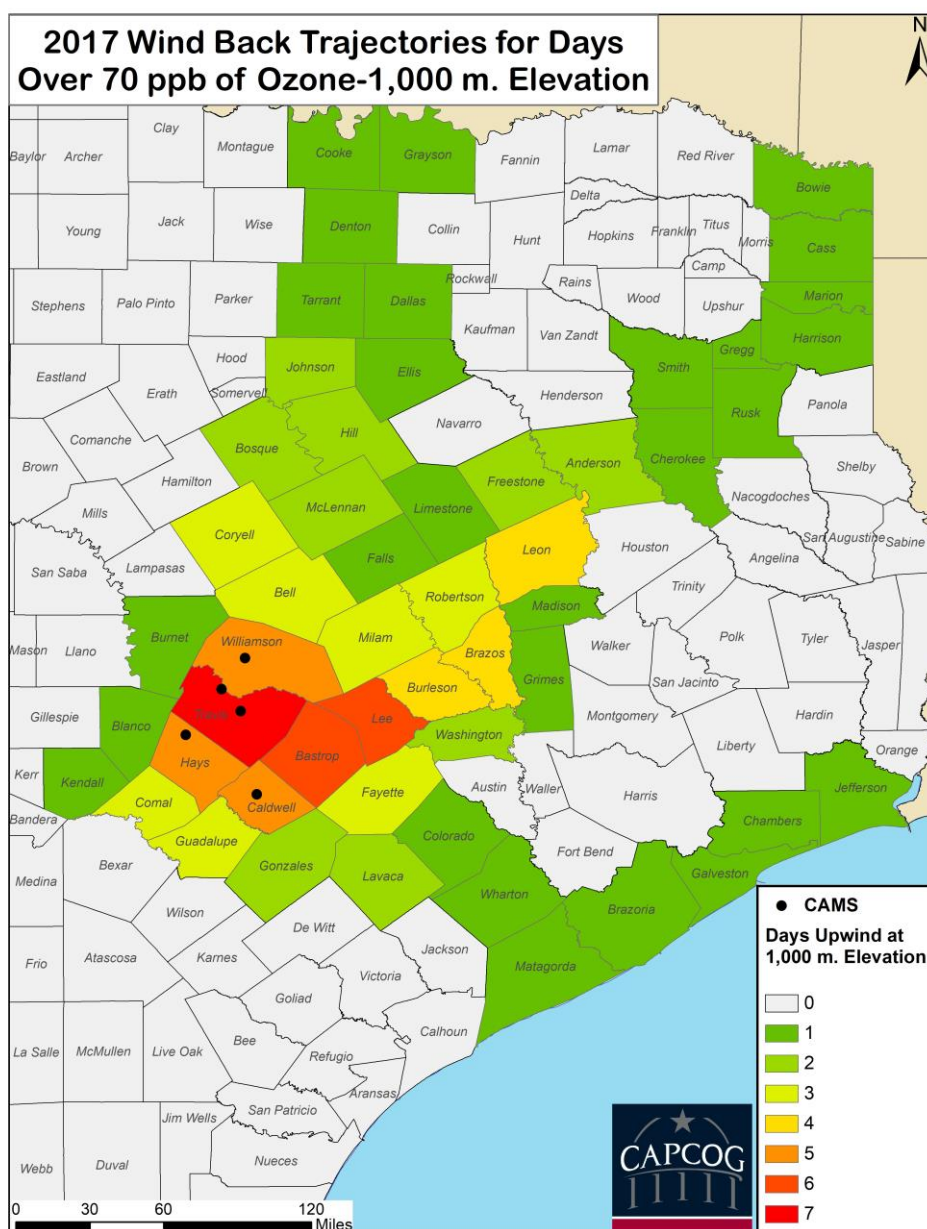 2017 Wind Back Trajectories for Days
Over 70 ppb of Ozone-1,000 m. Elevation
N
Clay
Montague
Cooke
Grayson
Fannin
Lamar
Red River
Baylor
Archer
Bowie
Delta
Young
Jack
Wise
Denton
Collin
Hunt
Hopkins
Franklin
Titus
Morris
Cass
Camp
Rockwall
Rains
Wood
Upshur
Marion
Stephens
Palo Pinto
Parker
Tarrant
Dallas
Kaufman
Van Zandt
Harrison
Gregg
Hood
Johnson
Ellis
Smith
Eastland
Erath
Somervell
Henderson
Rusk
Panola
Navarro
Comanche
Bosque
Hill
Brown
Hamilton
Anderson
Cherokee
Shelby
Freestone
Mills
McLennan
Limestone
Nacogdoches
San Augustine
Sabine
Coryell
Leon
Houston
Angelina
San Saba
Lampasas
Falls
Trinity
Bell
Robertson
Madison
Burnet
Williamson
Milam
Brazos
Walker
Polk
Tyler
Jasper
Mason
Llano
Grimes
San Jacinto
Burleson
Gillespie
Blanco
Travis
Lee
Washington
Montgomery
Hardin
Liberty
Bastrop
Orange
Kerr
Kendall
Hays
Austin
Waller
Harris
Jefferson
Comal
Caldwell
Fayette
Bandera
Chambers
Colorado
Guadalupe
Fort Bend
Bexar
Gonzales
Galveston
Medina
Lavaca
Wharton
Brazoria
Wilson
De Witt
Frio
Atascosa
Karnes
Jackson
Victoria
Matagorda
Goliad
Calhoun
La Salle
McMullen
Live Oak
Bee
Refugio
Aransas
San Patricio
Jim Wells
Webb
Duval
Nueces
CAMS
Days Upwind at
1,000 m. Elevation
0
1
2
3
4
5
6
7
CAPCOG
0 30 60 120
Miles